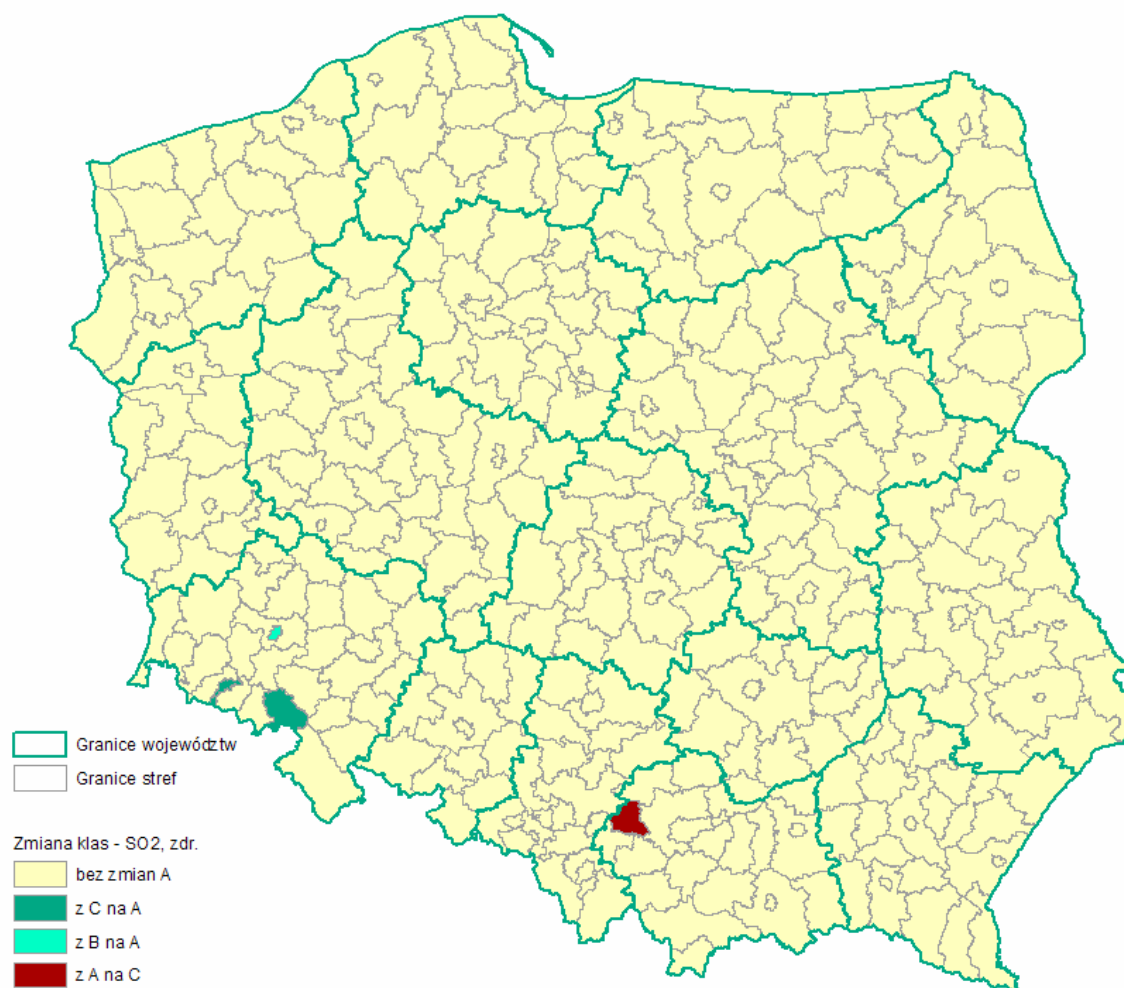 Granice województw
Granice stref
Zmiana klas - SO2, zdr.
bez zmian A
z C na A
z B na A
z A na C